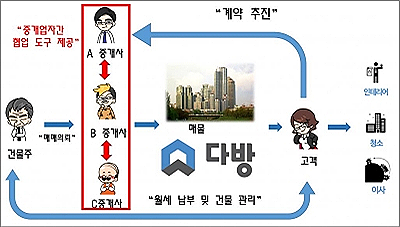 "계약 추진"
"중개업자간
협업 도구 제공"
A 중개사
B 중개사
C중개사
건물주
"매매의뢰"
매물
다방
고객
인테리어
청소
이사
"월세 납부 및 건물 관리"